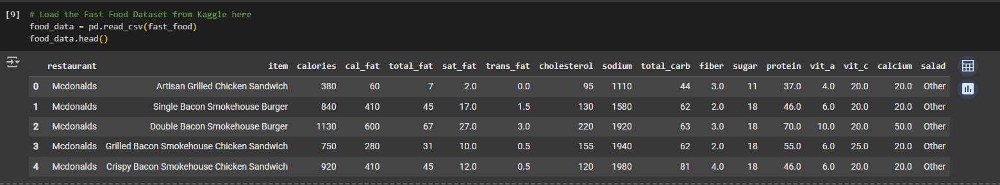 [9] # Load the Fast Food Dataset from Kaggle here
food_data = pd.read_csv(fast_food)
food_data.head()
restaurant item calories cal_fat total_fat sat_fat trans_fat cholesterol sodium total_carb fiber sugar protein vit_a vit_c calcium salad
0 Mcdonalds Artisan Grilled Chicken Sandwich 380 60 7 2.0 0.0 95 1110 44 3.0 11 37.0 4.0 20.0 20.0 Other
1 Mcdonalds Single Bacon Smokehouse Burger 840 410 45 17.0 1.5 130 1580 62 2.0 18 46.0 6.0 20.0 20.0 Other
2 Mcdonalds Double Bacon Smokehouse Burger 1130 600 67 27.0 3.0 220 1920 63 3.0 18 70.0 10.0 20.0 50.0 Other
3 Mcdonalds Grilled Bacon Smokehouse Chicken Sandwich 750 280 31 10.0 0.5 155 1940 62 2.0 18 55.0 6.0 25.0 20.0 Other
4 Mcdonalds Crispy Bacon Smokehouse Chicken Sandwich 920 410 45 12.0 0.5 120 1980 81 4.0 18 46.0 6.0 20.0 20.0 Other